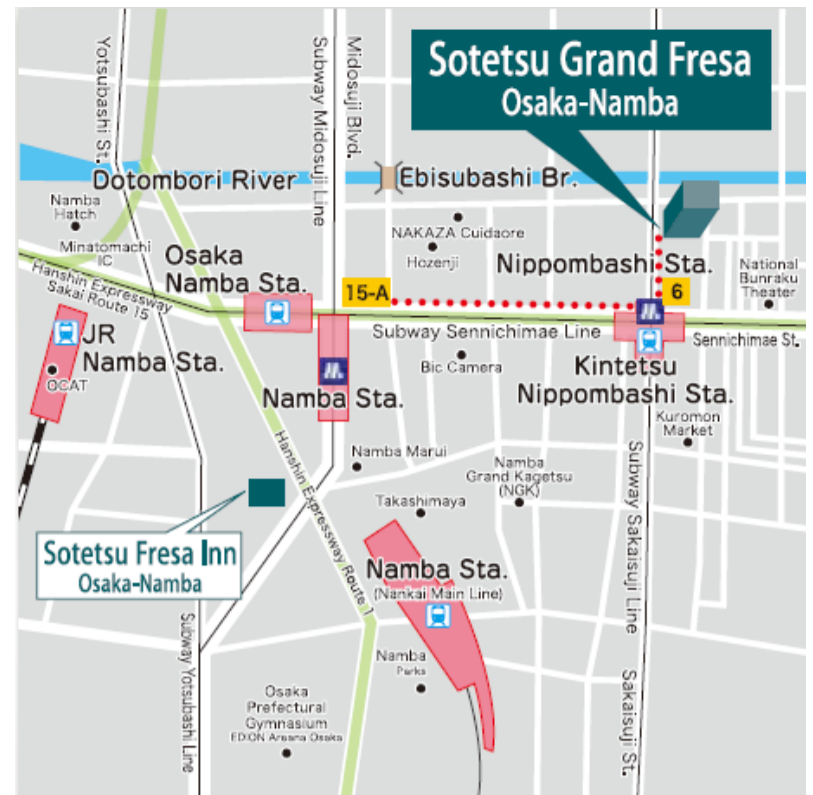 Sotetsu Grand Fresa
Osaka-Namba
Yotsubashi St.
Subway Midosuji Line
Midosuji Blvd.
Dotombori River
Ebisubashi Br.
Namba
Hatch
Minatomachi
IC
NAKAZA Cuidaore
Hozenji
Osaka
Namba Sta.
Nippombashi Sta.
National
Bunraku
Theater
Hanshin Expressway
Sakai Route 15
15-A
6
JR
Namba Sta.
OCAT
Subway Sennichimae Line
Sennichimae St.
Bic Camera
Kintetsu
Nippombashi Sta.
Namba Sta.
Kuromon
Market
Hanshin Expressway Route 1
Namba Marui
Namba
Grand Kagetsu
(NGK)
Takashimaya
Subway Sakaisuji Line
Sotetsu Fresa Inn
Osaka-Namba
Namba Sta.
(Nankai Main Line)
Subway Yotsubashi Line
Namba
Parks
Sakaisuji St.
Osaka
Prefectural
Gymnasium
EDION Areana Osaka